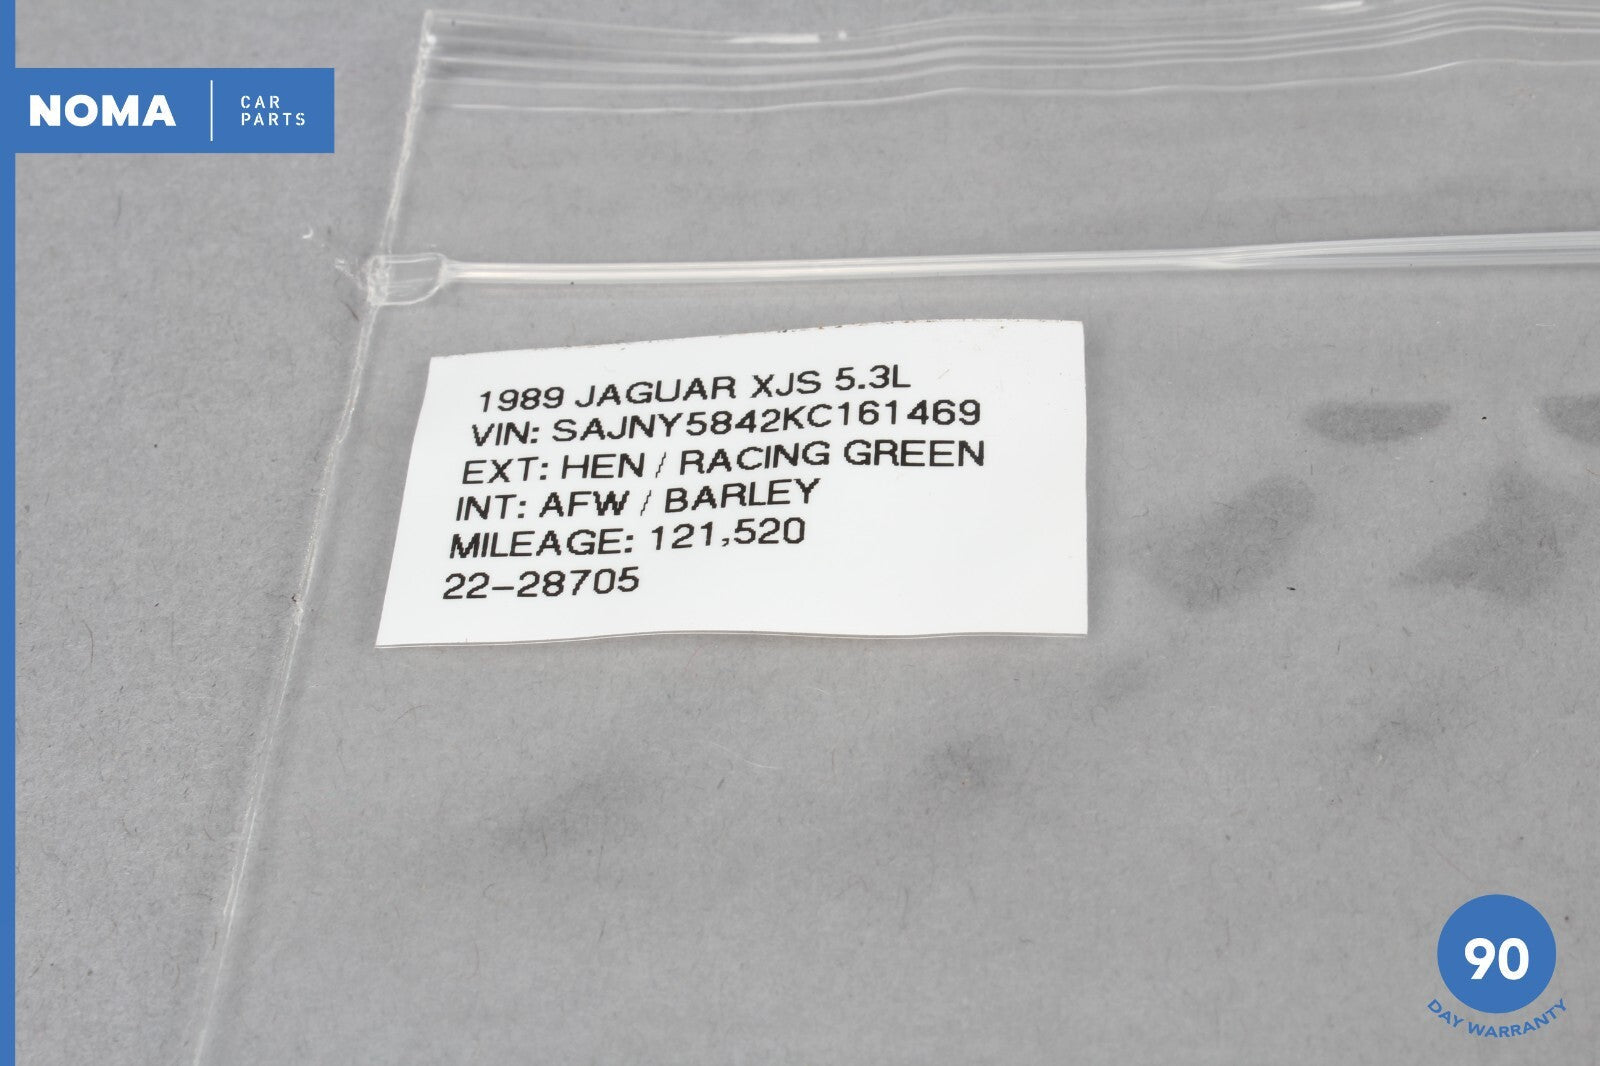 NOMA
CAR
PARTS
1989 JAGUAR XJS 5.3L
VIN: SAJNY5842KC161469
EXT: HEN / RACING GREEN
INT: AFW / BARLEY
MILEAGE: 121,520
22-28705
90
DAY WARRANTY